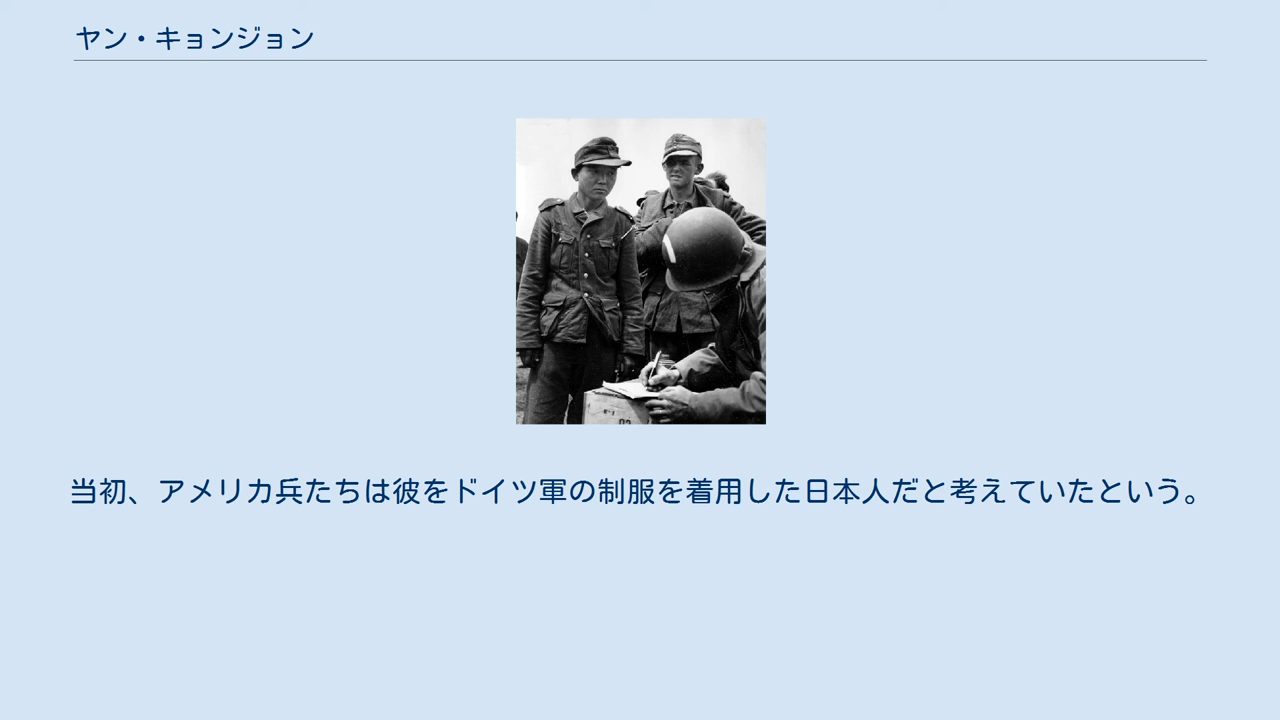 ヤン・キョンジョン
当初、アメリカ兵たちは彼をドイツ軍の制服を着用した日本人だと考えていたという。